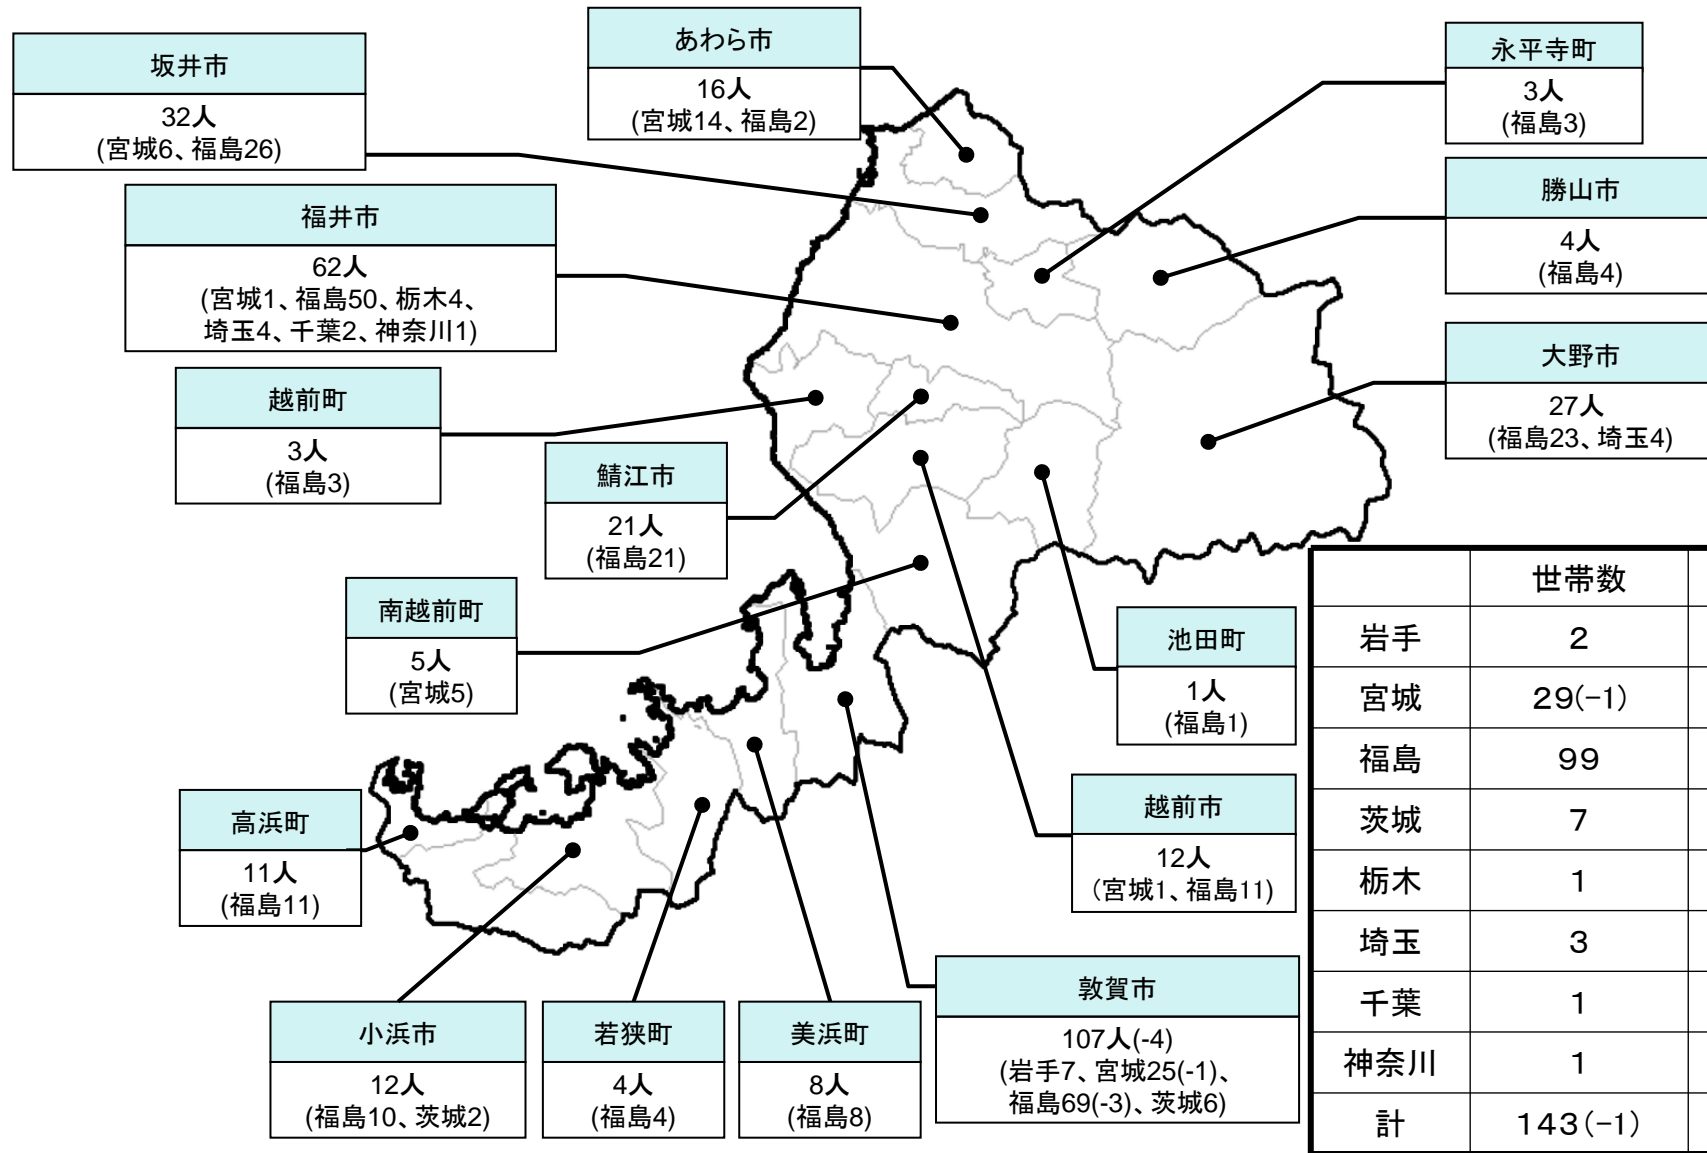 坂井市
32人
(宮城6、福島26)
あわら市
16人
(宮城14、福島2)
永平寺町
3人
(福島3)
福井市
62人
(宮城1、福島50、栃木4、
埼玉4、千葉2、神奈川1)
勝山市
4人
(福島4)
越前町
3人
(福島3)
大野市
27人
(福島23、埼玉4)
鯖江市
21人
(福島21)
南越前町
5人
(宮城5)
池田町
1人
(福島1)
高浜町
11人
(福島11)
越前市
12人
(宮城1、福島11)
小浜市
12人
(福島10、茨城2)
若狭町
4人
(福島4)
美浜町
8人
(福島8)
敦賀市
107人(-4)
(岩手7、宮城25(-1)、
福島69(-3)、茨城6)
世帯数
岩手 2
宮城 29(-1)
福島 99
茨城 7
栃木 1
埼玉 3
千葉 1
神奈川 1
計 143(-1)